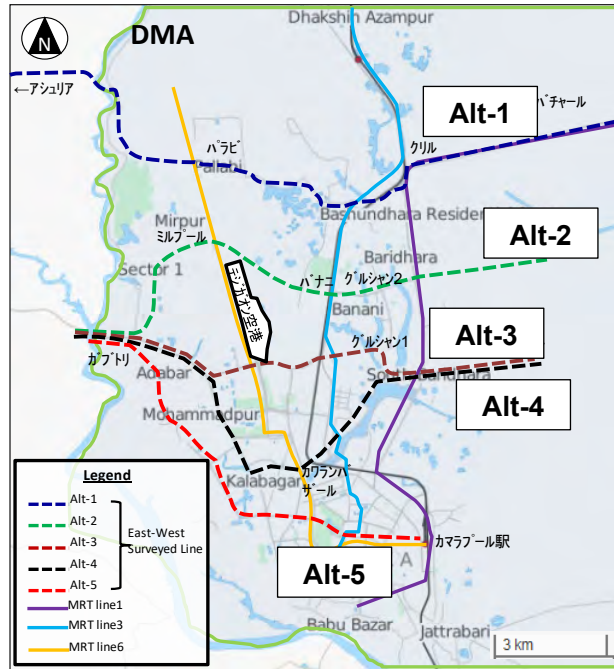 N
DMA
Dhakshin Azampur
←アシュリア
Alt-1
バチャール
パラビ
Pallabi
クリル
Mirpur
ミルプール
Bashundhara Residen
Alt-2
Sector 1
Baridhara
バナニ
グルシャン2
Banani
テジガオン空港
Alt-3
グルシャン1
ガブトリ
Adabar
Alt-4
Mohammadpur
Kalabagan
カワランバ
ザール
Alt-5
カマラプール駅
A
Babu Bazar
Jattrabari
3 km
Legend
Alt-1
Alt-2
Alt-3
Alt-4
Alt-5
East-West
Surveyed Line
MRT line1
MRT line3
MRT line6